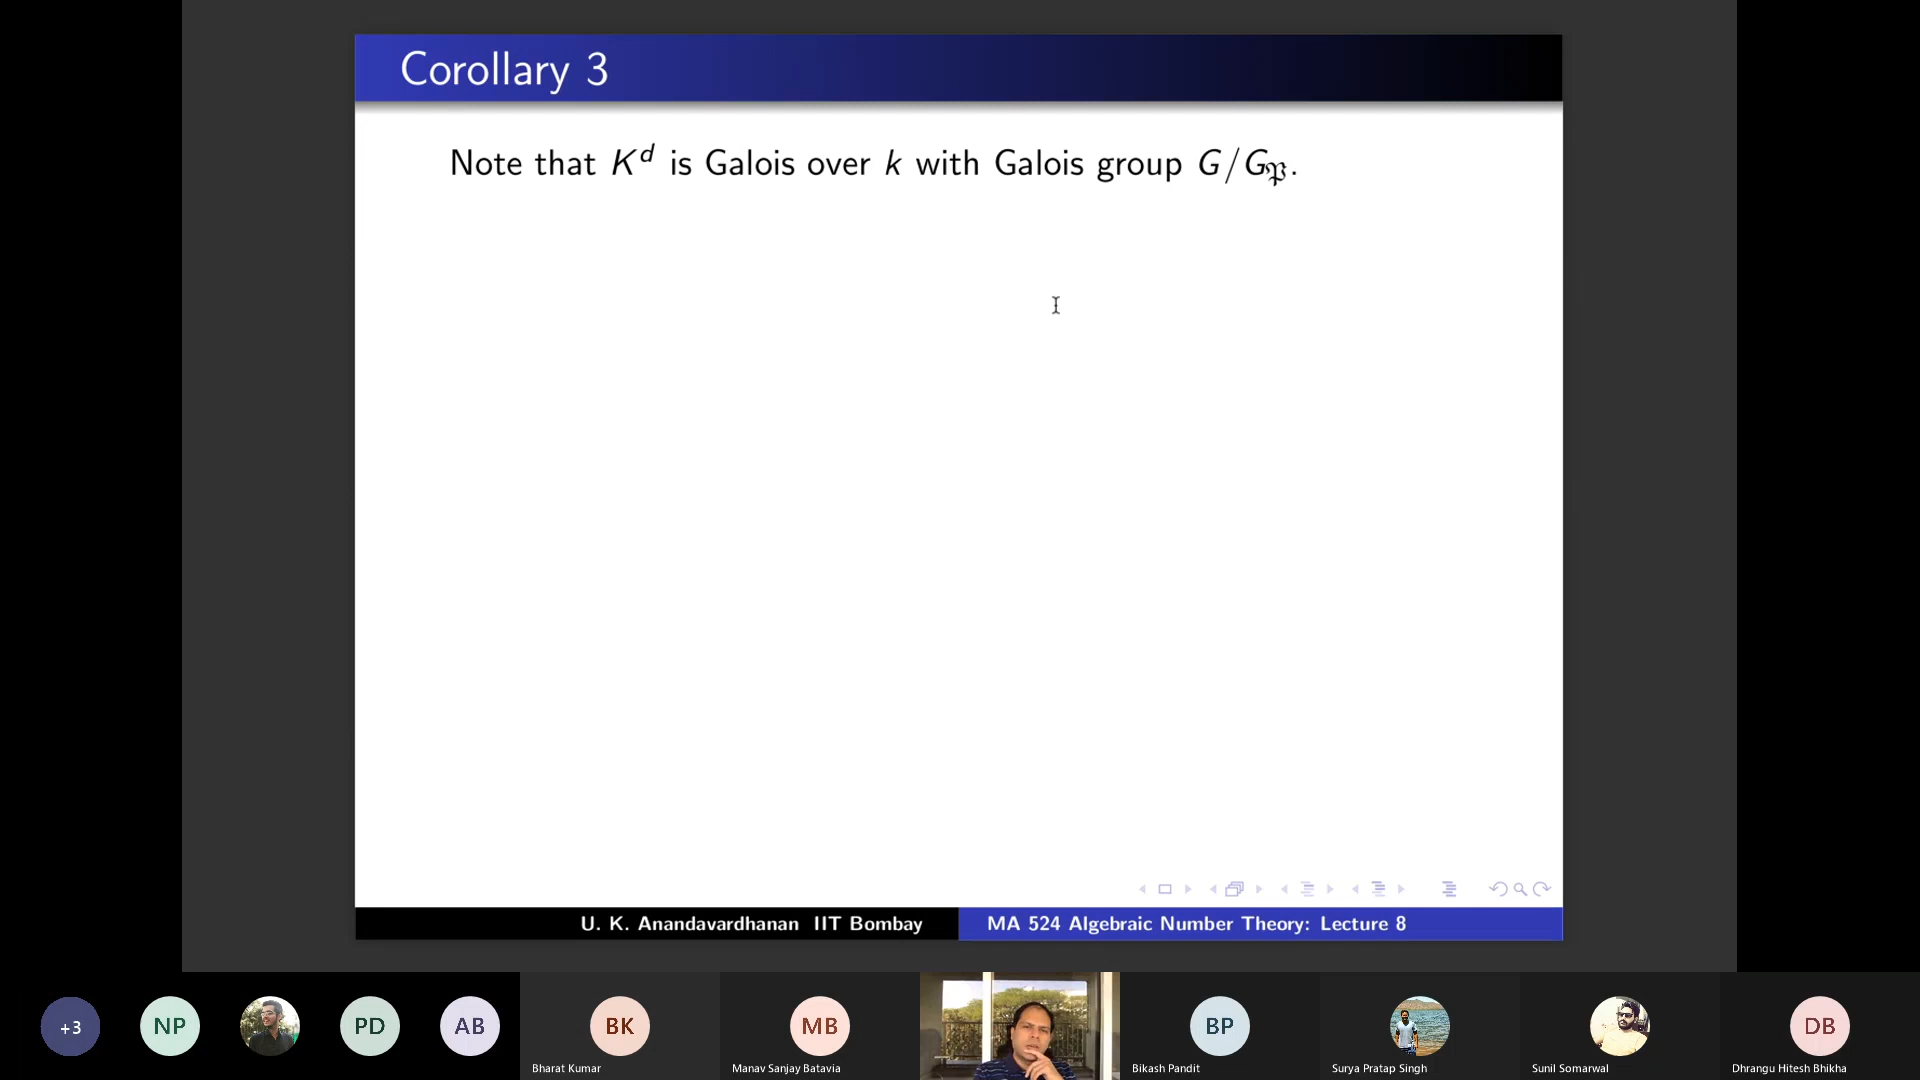 Corollary 3
Note that K^d is Galois over k with Galois group G/G_𝔓.
U. K. Anandavardhanan IIT Bombay
MA 524 Algebraic Number Theory: Lecture 8
+3
NP
PD
AB
BK
MB
BP
DB
Bharat Kumar
Manav Sanjay Batavia
Bikash Pandit
Surya Pratap Singh
Sunil Somarwal
Dhrangu Hitesh Bhikha